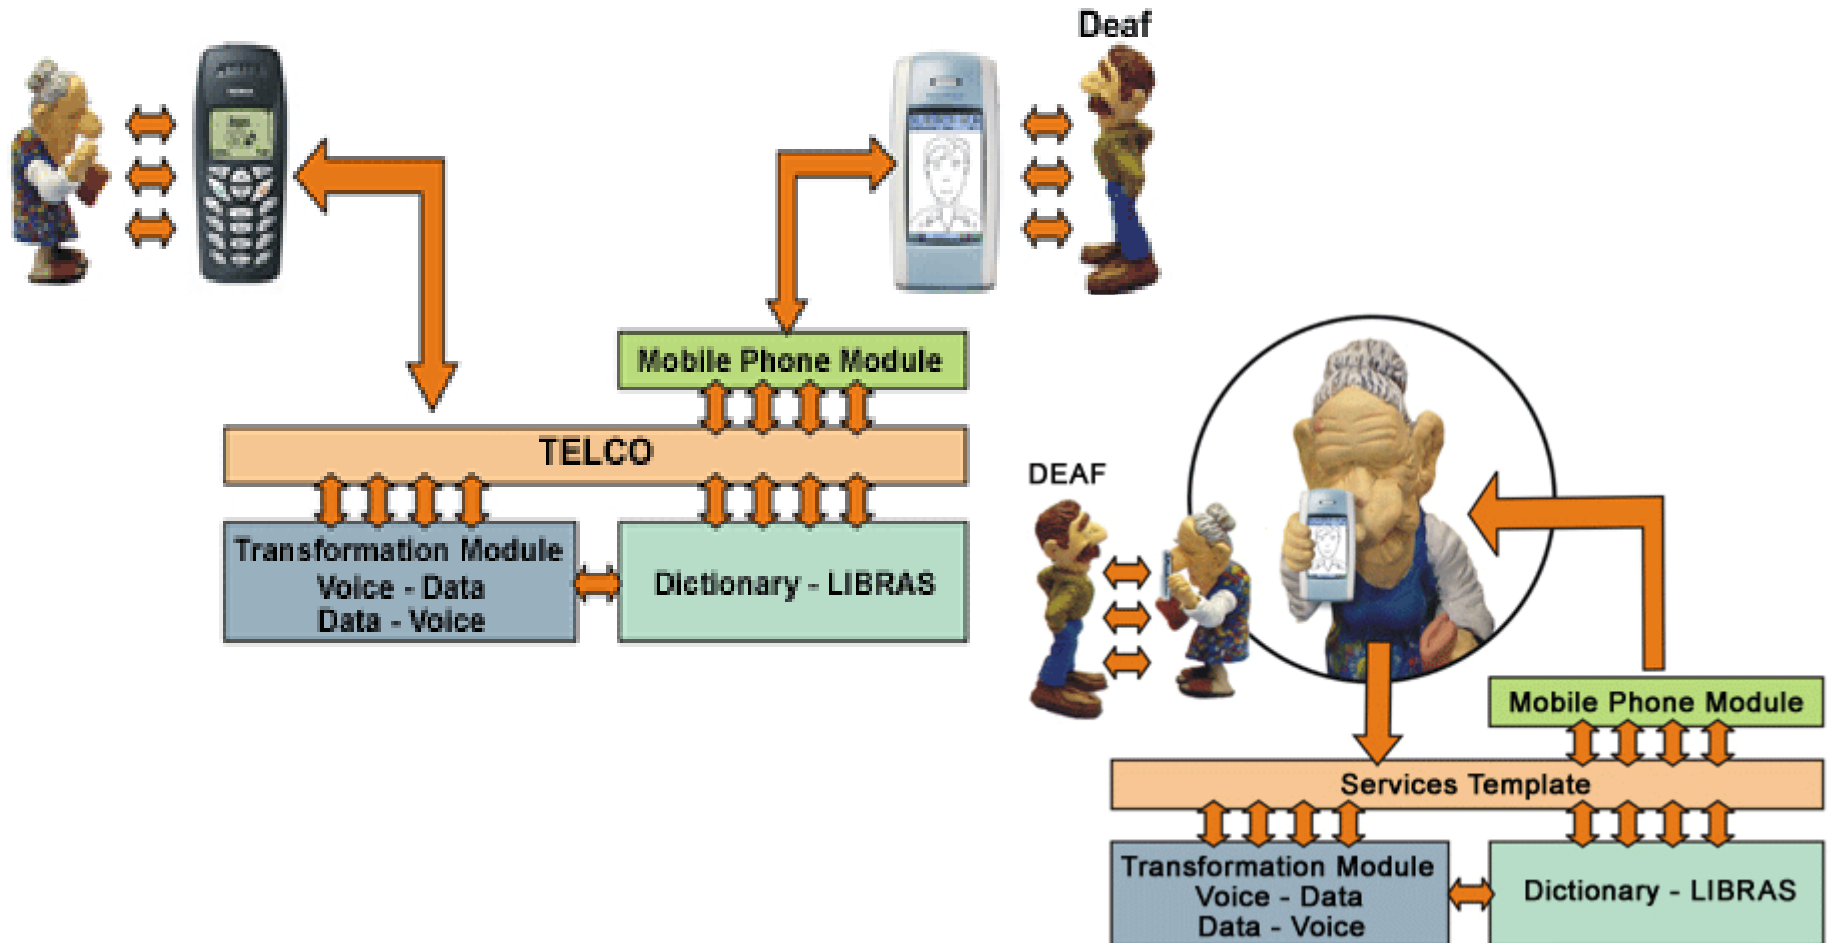 Deaf
Mobile Phone Module
TELCO
Transformation Module
Voice - Data
Data - Voice
Dictionary - LIBRAS
DEAF
Mobile Phone Module
Services Template
Transformation Module
Voice - Data
Data - Voice
Dictionary - LIBRAS